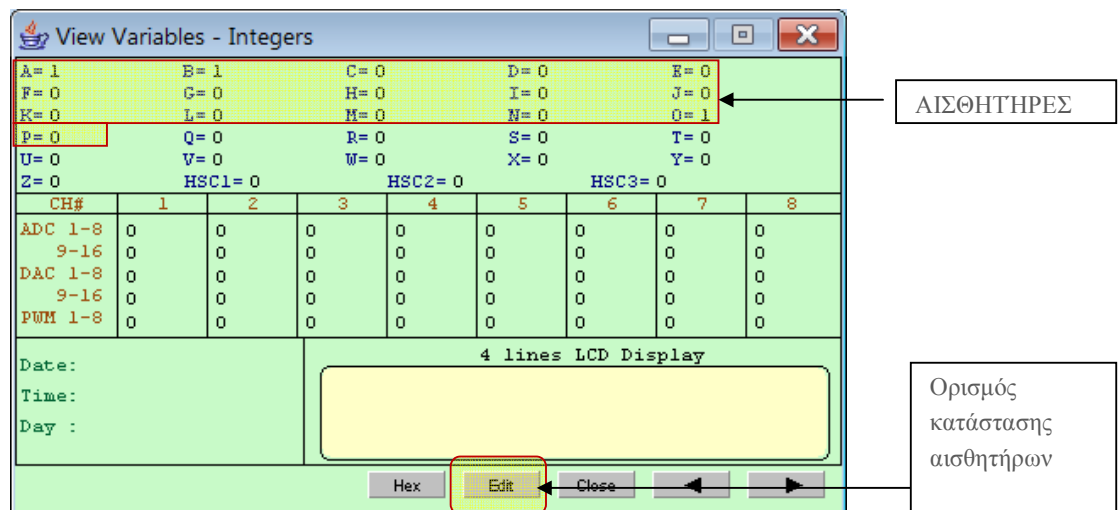 View Variables - Integers
A= 1 B= 1 C= 0 D= 0 E= 0
F= 0 G= 0 H= 0 I= 0 J= 0
K= 0 L= 0 M= 0 N= 0 O= 1
P= 0 Q= 0 R= 0 S= 0 T= 0
U= 0 V= 0 W= 0 X= 0 Y= 0
Z= 0 HSC1= 0 HSC2= 0 HSC3= 0
CH# 1 2 3 4 5 6 7 8
ADC 1-8 0 0 0 0 0 0 0 0
9-16 0 0 0 0 0 0 0 0
DAC 1-8 0 0 0 0 0 0 0 0
9-16 0 0 0 0 0 0 0 0
PWM 1-8 0 0 0 0 0 0 0 0
Date:
Time:
Day :
4 lines LCD Display
Hex Edit Close
ΑΙΣΘΗΤΉΡΕΣ
Ορισμός
κατάστασης
αισθητήρων